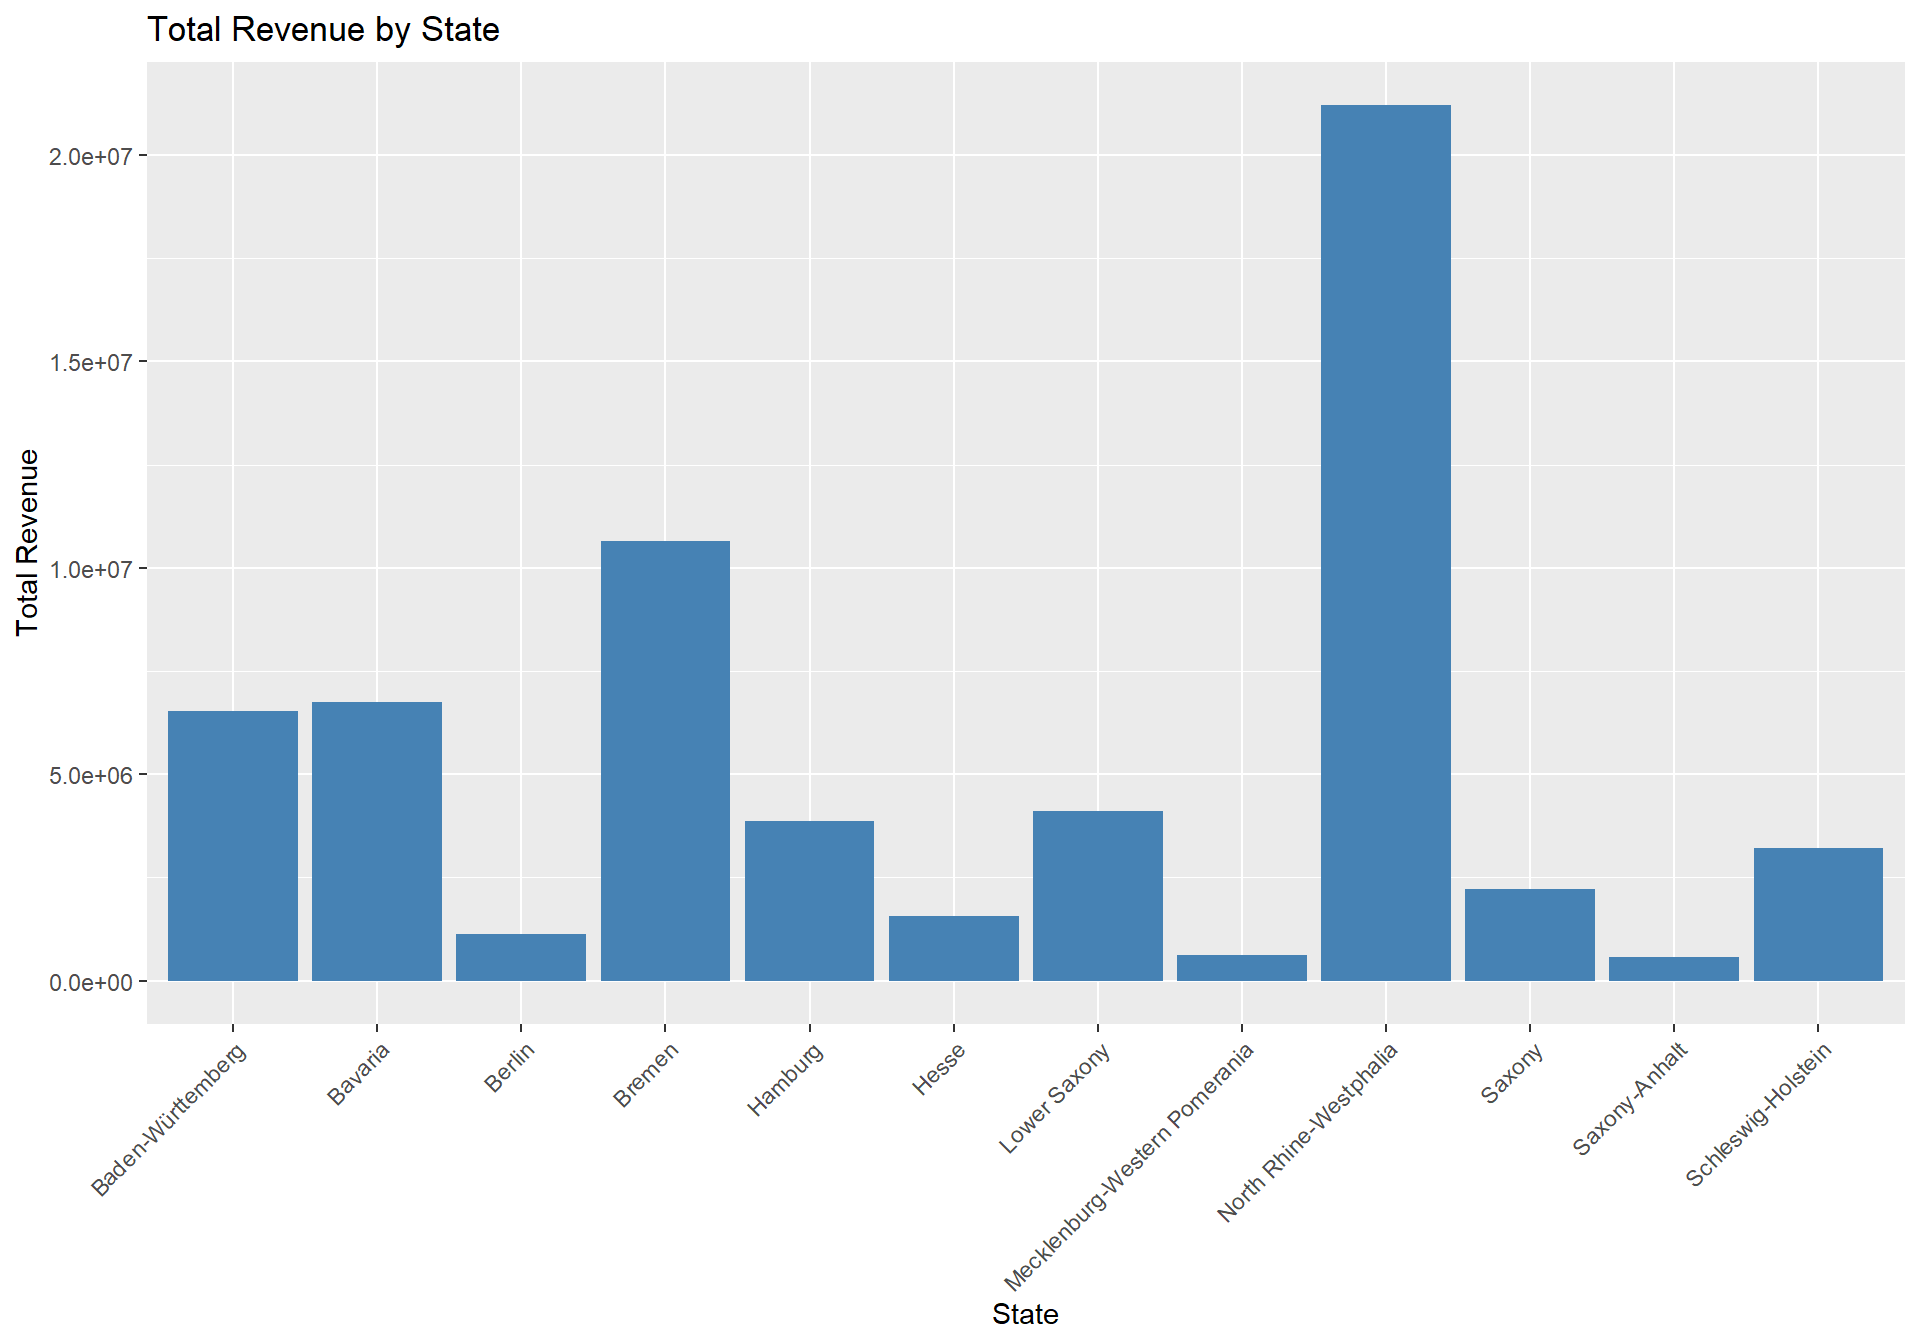 Total Revenue by State
Total Revenue
2.0e+07
1.5e+07
1.0e+07
5.0e+06
0.0e+00
Baden-Württemberg
Bavaria
Berlin
Bremen
Hamburg
Hesse
Lower Saxony
Mecklenburg-Western Pomerania
North Rhine-Westphalia
Saxony
Saxony-Anhalt
Schleswig-Holstein
State